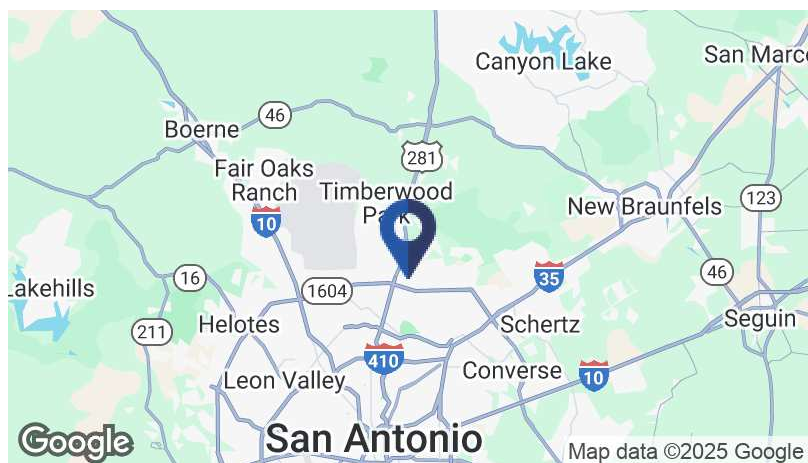 Canyon Lake
San Marco
46
Boerne
281
Fair Oaks
Ranch
Timberwood
Park
123
New Braunfels
10
35
16
46
Lakehills
1604
211
Helotes
Schertz
Seguin
410
Leon Valley
Converse
10
San Antonio
Google
Map data ©2025 Google